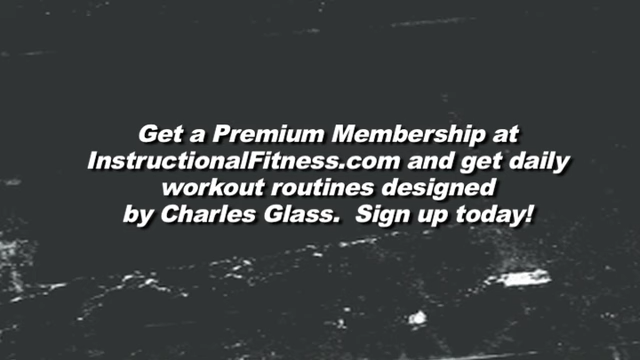 Get a Premium Membership at
InstructionalFitness.com and get daily
workout routines designed
by Charles Glass.  Sign up today!